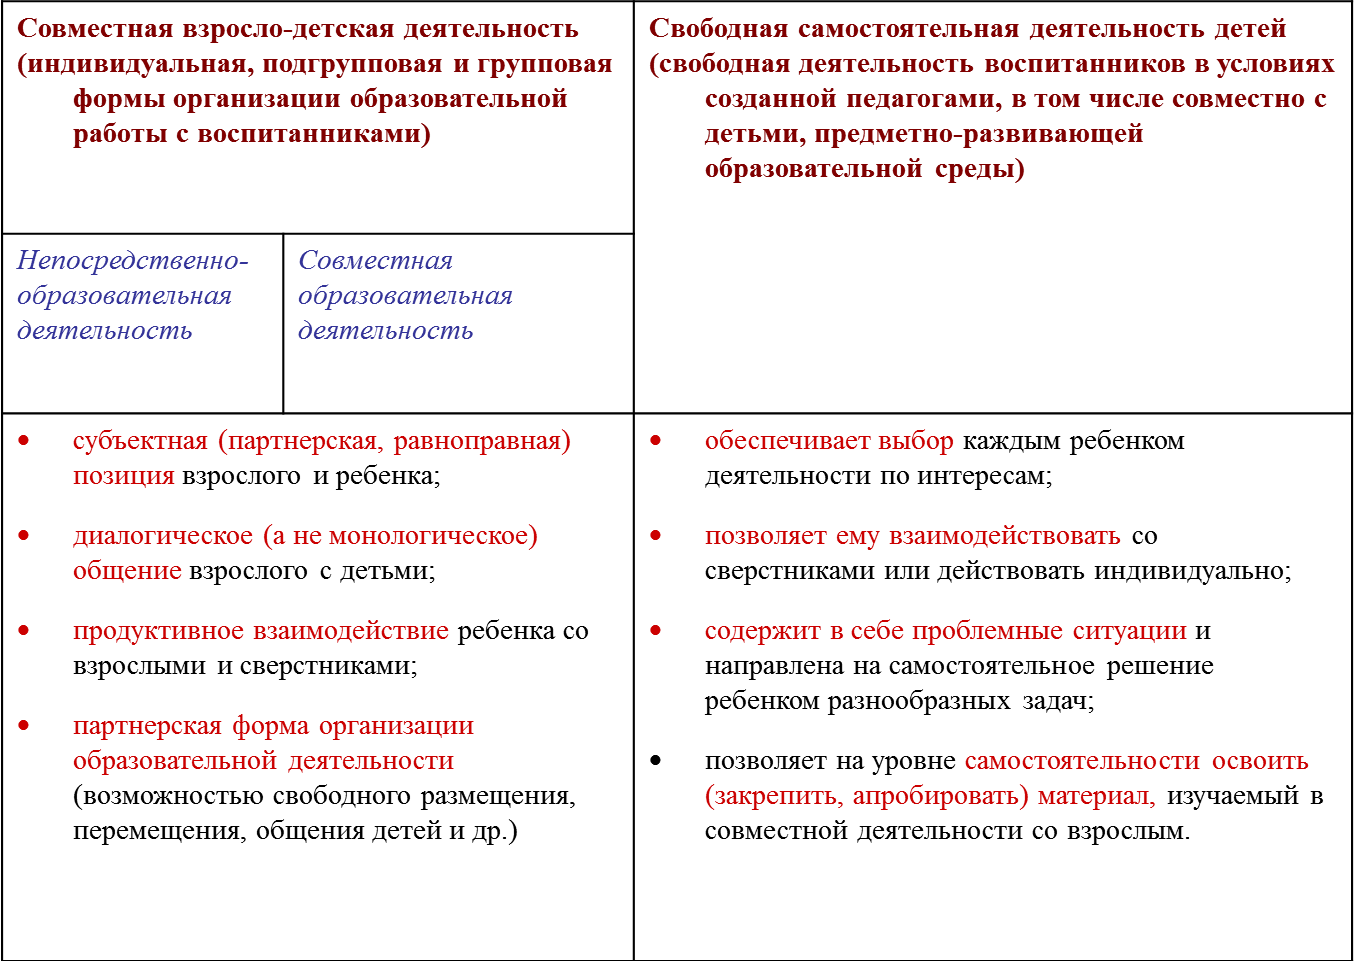 Совместная взросло-детская деятельность
(индивидуальная, подгрупповая и групповая
формы организации образовательной
работы с воспитанниками)
Свободная самостоятельная деятельность детей
(свободная деятельность воспитанников в условиях
созданной педагогами, в том числе совместно с
детьми, предметно-развивающей
образовательной среды)
Непосредственно-
образовательная
деятельность
Совместная
образовательная
деятельность
• субъектная (партнерская, равноправная)
позиция взрослого и ребенка;
• диалогическое (а не монологическое)
общение взрослого с детьми;
• продуктивное взаимодействие ребенка со
взрослыми и сверстниками;
• партнерская форма организации
образовательной деятельности
(возможностью свободного размещения,
перемещения, общения детей и др.)
• обеспечивает выбор каждым ребенком
деятельности по интересам;
• позволяет ему взаимодействовать со
сверстниками или действовать индивидуально;
• содержит в себе проблемные ситуации и
направлена на самостоятельное решение
ребенком разнообразных задач;
• позволяет на уровне самостоятельности освоить
(закрепить, апробировать) материал, изучаемый в
совместной деятельности со взрослым.